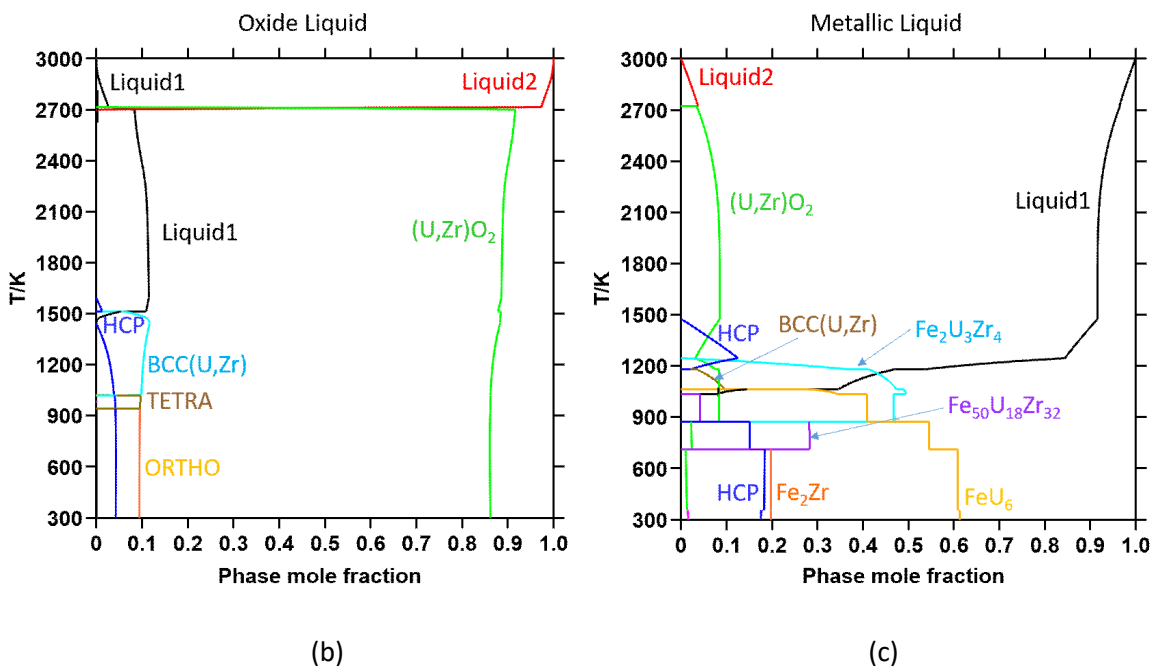 Oxide Liquid
3000
2700
2400
2100
1800
1500
1200
900
600
300
T/K
Liquid1
Liquid2
Liquid1
(U,Zr)O₂
HCP
BCC(U,Zr)
TETRA
ORTHO
0 0.1 0.2 0.3 0.4 0.5 0.6 0.7 0.8 0.9 1.0
Phase mole fraction
(b)
Metallic Liquid
3000
2700
2400
2100
1800
1500
1200
900
600
300
T/K
Liquid2
(U,Zr)O₂
Liquid1
HCP
BCC(U,Zr)
Fe₂U₃Zr₄
Fe₅₀U₁₈Zr₃₂
HCP
Fe₂Zr
FeU₆
0 0.1 0.2 0.3 0.4 0.5 0.6 0.7 0.8 0.9 1.0
Phase mole fraction
(c)